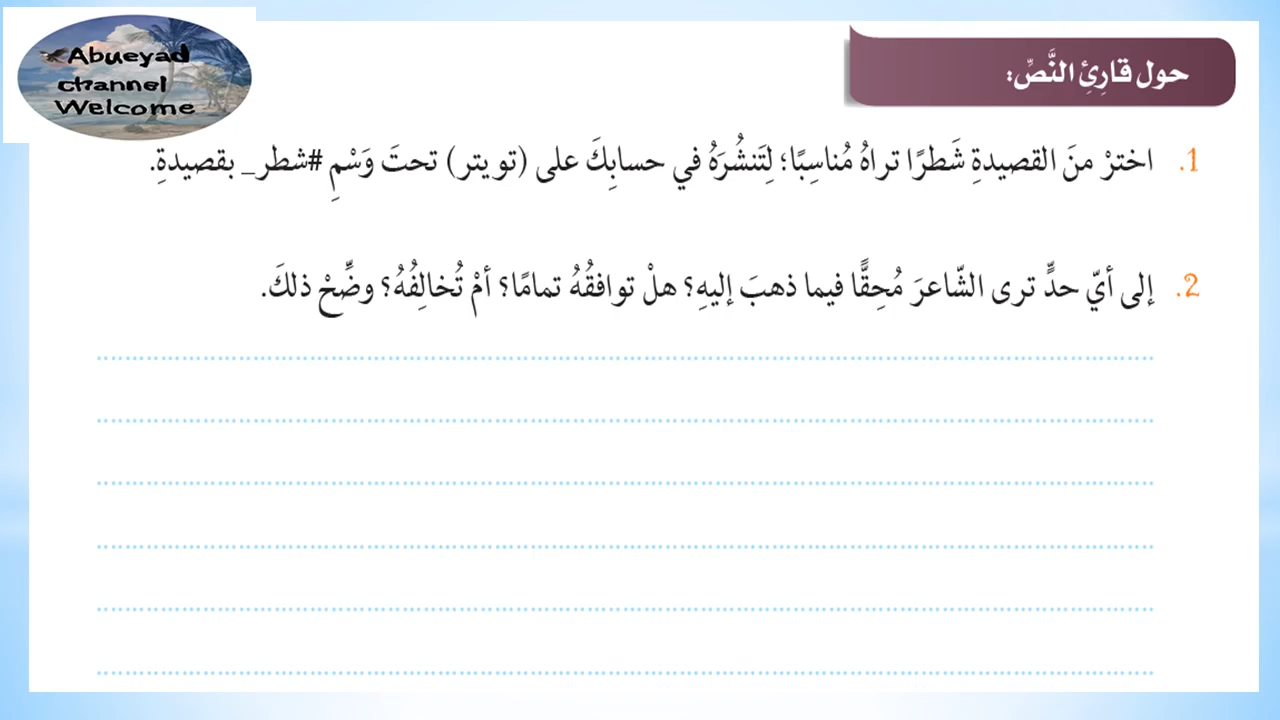 Abueyad
channel
Welcome
حول قارِئِ النَّصِّ:
1. اخترْ منَ القصيدةِ شَطرًا تراهُ مُناسِبًا؛ لِتَنشُرَهُ في حسابِكَ على (تويتر) تحتَ وَسْمِ #شطر_ بقصيدةِ.
2. إلى أيّ حدٍّ ترى الشّاعرَ مُحِقًّا فيما ذهبَ إليهِ؟ هلْ توافقُهُ تمامًا؟ أمْ تُخالِفُهُ؟ وضِّحْ ذلكَ.